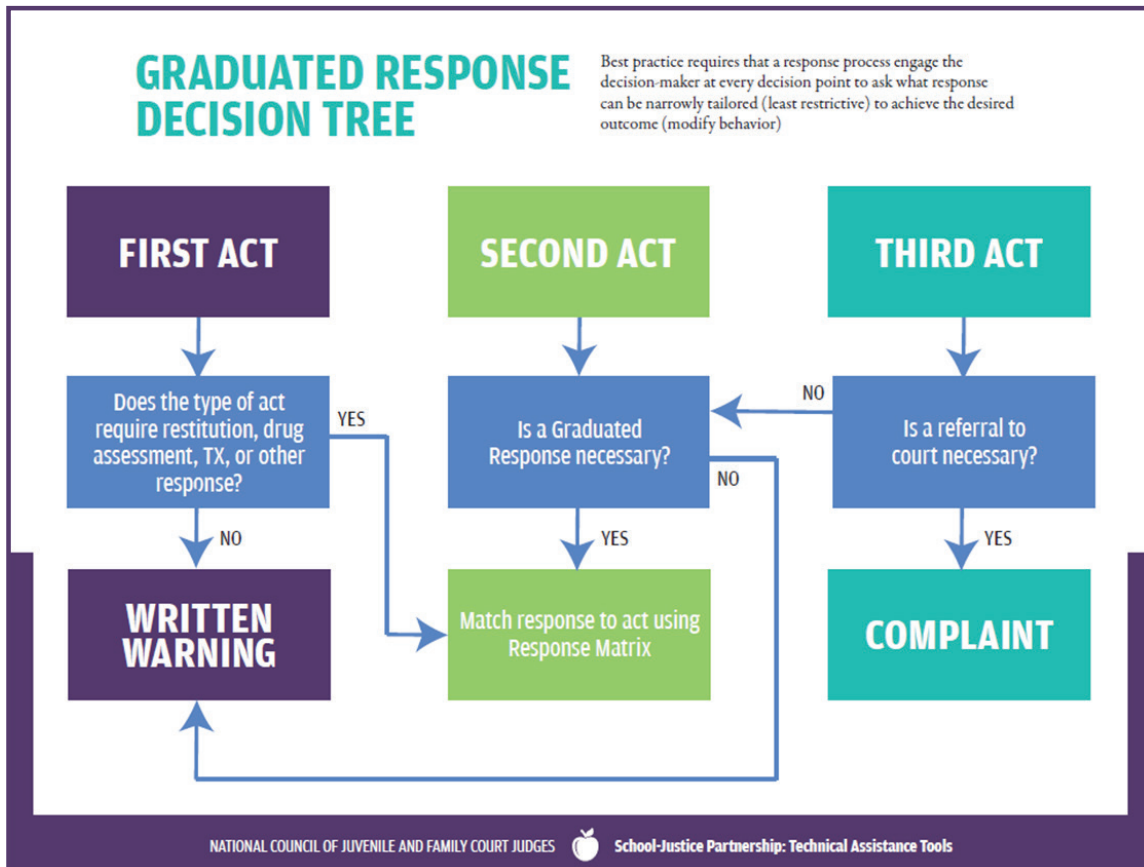 GRADUATED RESPONSE
DECISION TREE
Best practice requires that a response process engage the
decision-maker at every decision point to ask what response
can be narrowly tailored (least restrictive) to achieve the desired
outcome (modify behavior)
FIRST ACT
SECOND ACT
THIRD ACT
Does the type of act
require restitution, drug
assessment, TX, or other
response?
YES
Is a Graduated
Response necessary?
NO
Is a referral to
court necessary?
NO
NO
YES
YES
WRITTEN
WARNING
Match response to act using
Response Matrix
COMPLAINT
NATIONAL COUNCIL OF JUVENILE AND FAMILY COURT JUDGES
School-Justice Partnership: Technical Assistance Tools